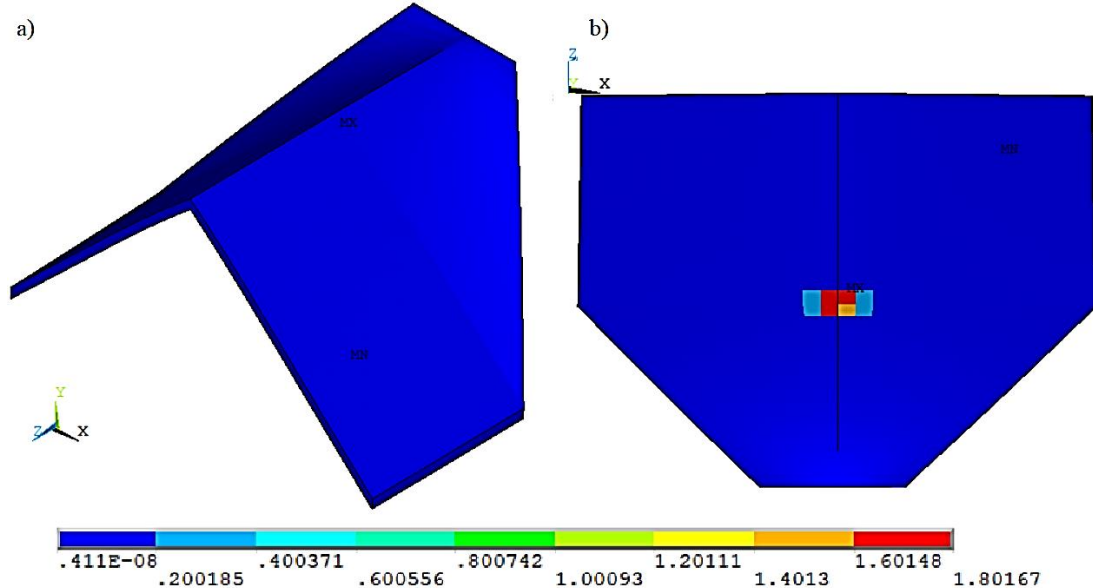 a)
b)
Z
Y X
MX
MN
MX
MN
Y
Z X
.411E-08 .400371 .800742 1.20111 1.60148
.200185 .600556 1.00093 1.4013 1.80167